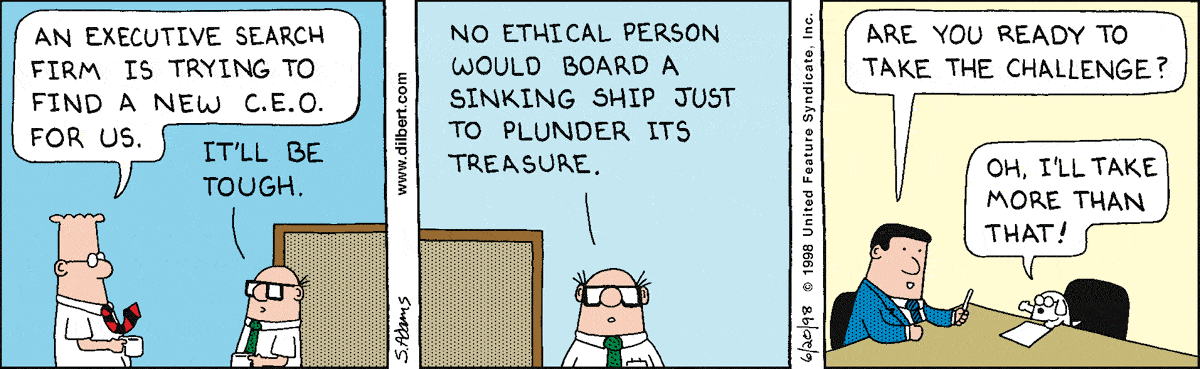 AN EXECUTIVE SEARCH
FIRM IS TRYING TO
FIND A NEW C.E.O.
FOR US.
IT'LL BE
TOUGH.
S.Adams
www.dilbert.com
NO ETHICAL PERSON
WOULD BOARD A
SINKING SHIP JUST
TO PLUNDER ITS
TREASURE.
6/20/98 © 1998 United Feature Syndicate, Inc.
ARE YOU READY TO
TAKE THE CHALLENGE?
OH, I'LL TAKE
MORE THAN
THAT!